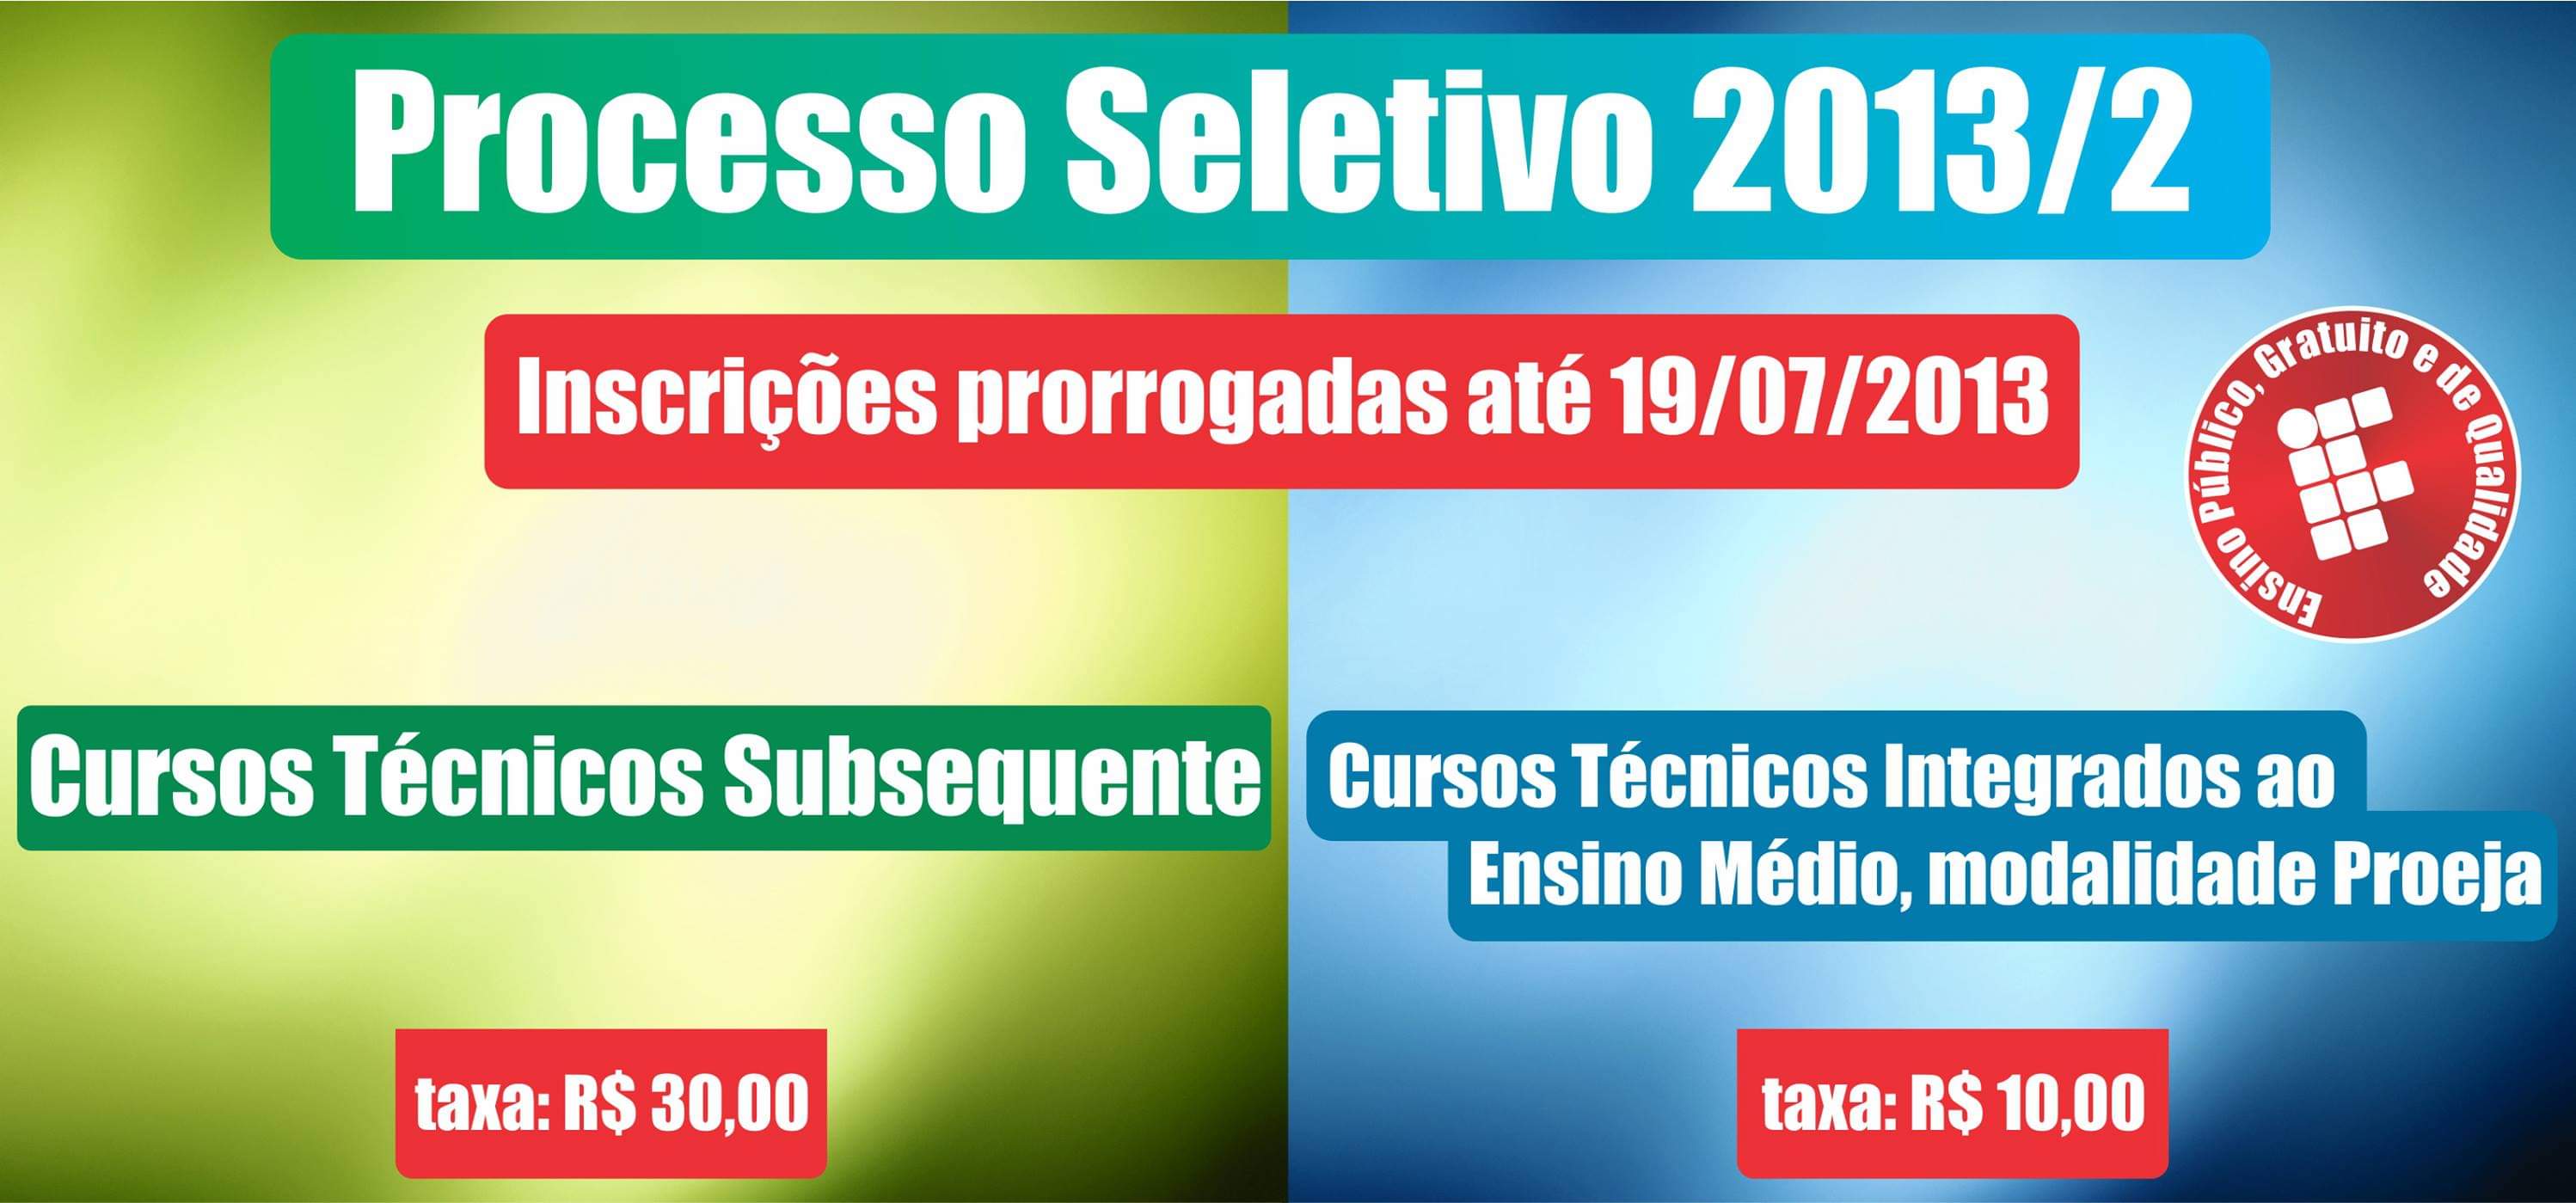 Processo Seletivo 2013/2
Inscrições prorrogadas até 19/07/2013
Ensino Público, Gratuito e de Qualidade
Cursos Técnicos Subsequente
taxa: R$ 30,00
Cursos Técnicos Integrados ao
Ensino Médio, modalidade Proeja
taxa: R$ 10,00